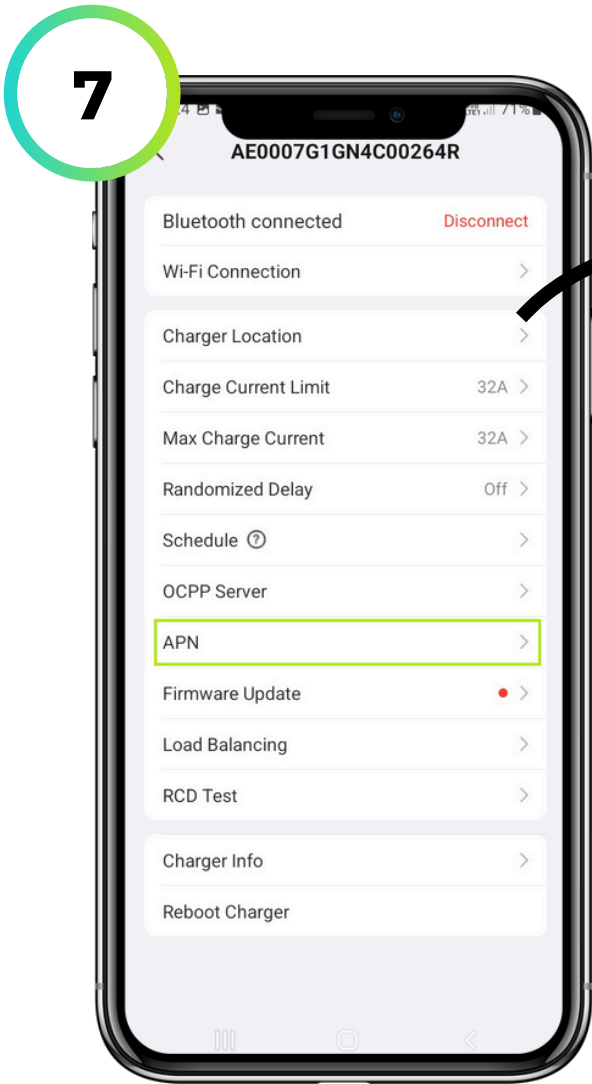 7
71%
AE0007G1GN4C00264R
Bluetooth connected Disconnect
Wi-Fi Connection
Charger Location
Charge Current Limit 32A
Max Charge Current 32A
Randomized Delay Off
Schedule ?
OCPP Server
APN
Firmware Update
Load Balancing
RCD Test
Charger Info
Reboot Charger